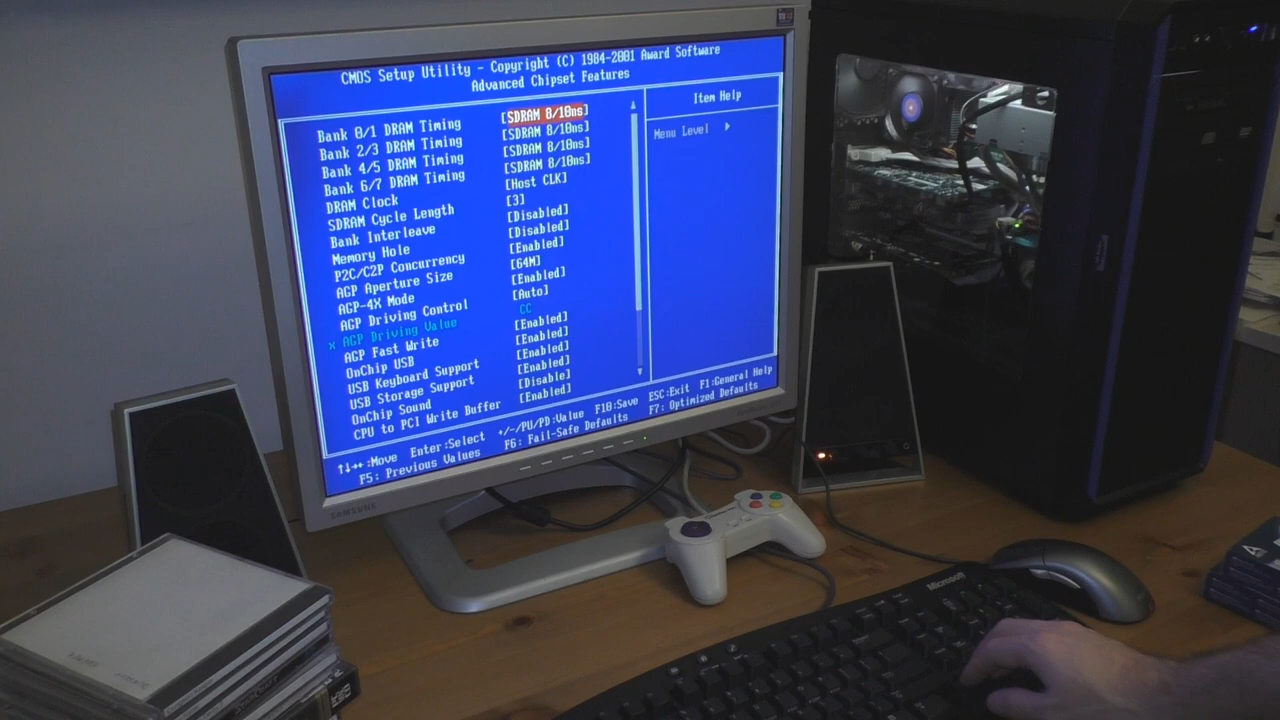 CMOS Setup Utility - Copyright (C) 1984-2001 Award Software
Advanced Chipset Features
Bank 0/1 DRAM Timing [SDRAM 8/10ns]
Bank 2/3 DRAM Timing [SDRAM 8/10ns]
Bank 4/5 DRAM Timing [SDRAM 8/10ns]
Bank 6/7 DRAM Timing [SDRAM 8/10ns]
DRAM Clock [Host CLK]
SDRAM Cycle Length [3]
Bank Interleave [Disabled]
Memory Hole [Disabled]
P2C/C2P Concurrency [Enabled]
AGP Aperture Size [64M]
AGP-4X Mode [Enabled]
AGP Driving Control [Auto]
x AGP Driving Value CC
AGP Fast Write [Enabled]
OnChip USB [Enabled]
USB Keyboard Support [Enabled]
USB Storage Support [Enabled]
OnChip Sound [Disable]
CPU to PCI Write Buffer [Enabled]
Item Help
Menu Level ▶
↑↓→←:Move Enter:Select +/-/PU/PD:Value F10:Save ESC:Exit F1:General Help
F5: Previous Values F6: Fail-Safe Defaults F7: Optimized Defaults
SAMSUNG
Microsoft